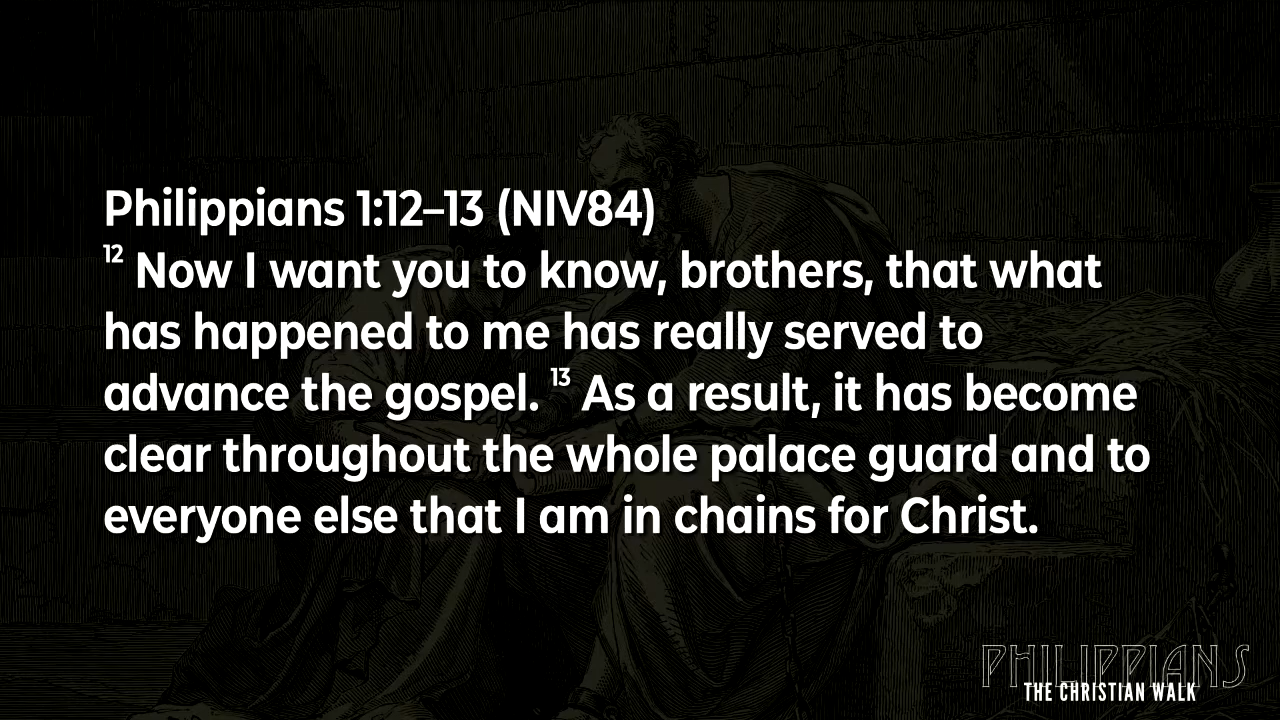 Philippians 1:12–13 (NIV84)
12 Now I want you to know, brothers, that what
has happened to me has really served to
advance the gospel. 13 As a result, it has become
clear throughout the whole palace guard and to
everyone else that I am in chains for Christ.
PHILIPPIANS
THE CHRISTIAN WALK